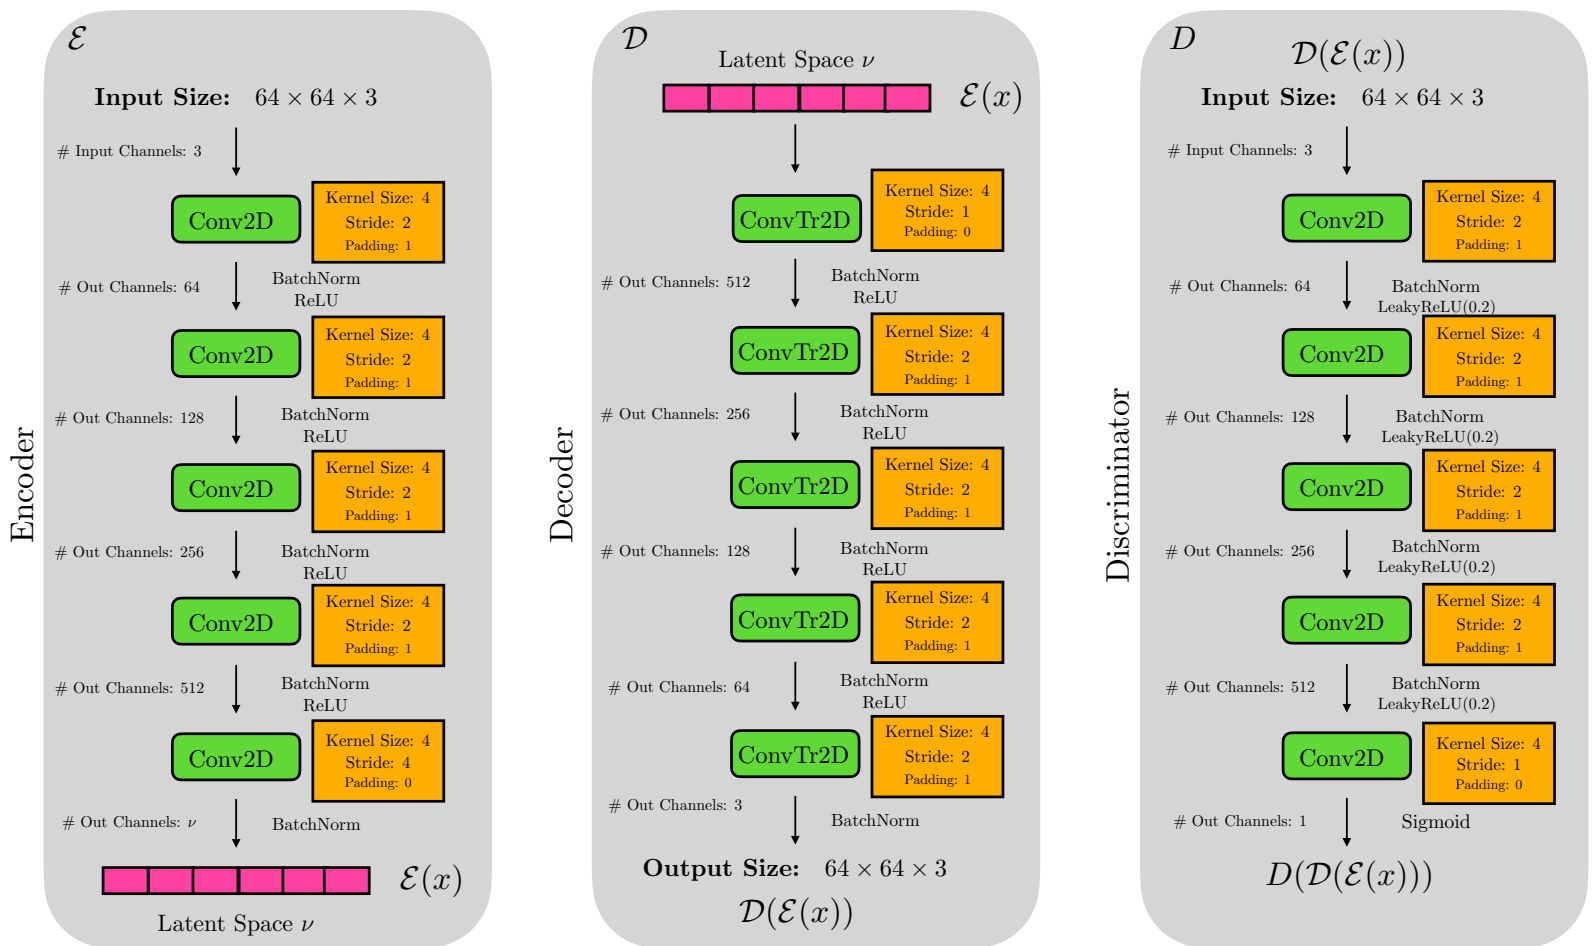 Encoder
ℰ
Input Size: 64 × 64 × 3
# Input Channels: 3
Conv2D
Kernel Size: 4
Stride: 2
Padding: 1
# Out Channels: 64
BatchNorm
ReLU
Conv2D
Kernel Size: 4
Stride: 2
Padding: 1
# Out Channels: 128
BatchNorm
ReLU
Conv2D
Kernel Size: 4
Stride: 2
Padding: 1
# Out Channels: 256
BatchNorm
ReLU
Conv2D
Kernel Size: 4
Stride: 2
Padding: 1
# Out Channels: 512
BatchNorm
ReLU
Conv2D
Kernel Size: 4
Stride: 4
Padding: 0
# Out Channels: ν
BatchNorm
ℰ(x)
Latent Space ν
Decoder
𝒟
Latent Space ν
ℰ(x)
ConvTr2D
Kernel Size: 4
Stride: 1
Padding: 0
# Out Channels: 512
BatchNorm
ReLU
ConvTr2D
Kernel Size: 4
Stride: 2
Padding: 1
# Out Channels: 256
BatchNorm
ReLU
ConvTr2D
Kernel Size: 4
Stride: 2
Padding: 1
# Out Channels: 128
BatchNorm
ReLU
ConvTr2D
Kernel Size: 4
Stride: 2
Padding: 1
# Out Channels: 64
BatchNorm
ReLU
ConvTr2D
Kernel Size: 4
Stride: 2
Padding: 1
# Out Channels: 3
BatchNorm
Output Size: 64 × 64 × 3
𝒟(ℰ(x))
Discriminator
D
𝒟(ℰ(x))
Input Size: 64 × 64 × 3
# Input Channels: 3
Conv2D
Kernel Size: 4
Stride: 2
Padding: 1
# Out Channels: 64
BatchNorm
LeakyReLU(0.2)
Conv2D
Kernel Size: 4
Stride: 2
Padding: 1
# Out Channels: 128
BatchNorm
LeakyReLU(0.2)
Conv2D
Kernel Size: 4
Stride: 2
Padding: 1
# Out Channels: 256
BatchNorm
LeakyReLU(0.2)
Conv2D
Kernel Size: 4
Stride: 2
Padding: 1
# Out Channels: 512
BatchNorm
LeakyReLU(0.2)
Conv2D
Kernel Size: 4
Stride: 1
Padding: 0
# Out Channels: 1
Sigmoid
D(𝒟(ℰ(x)))